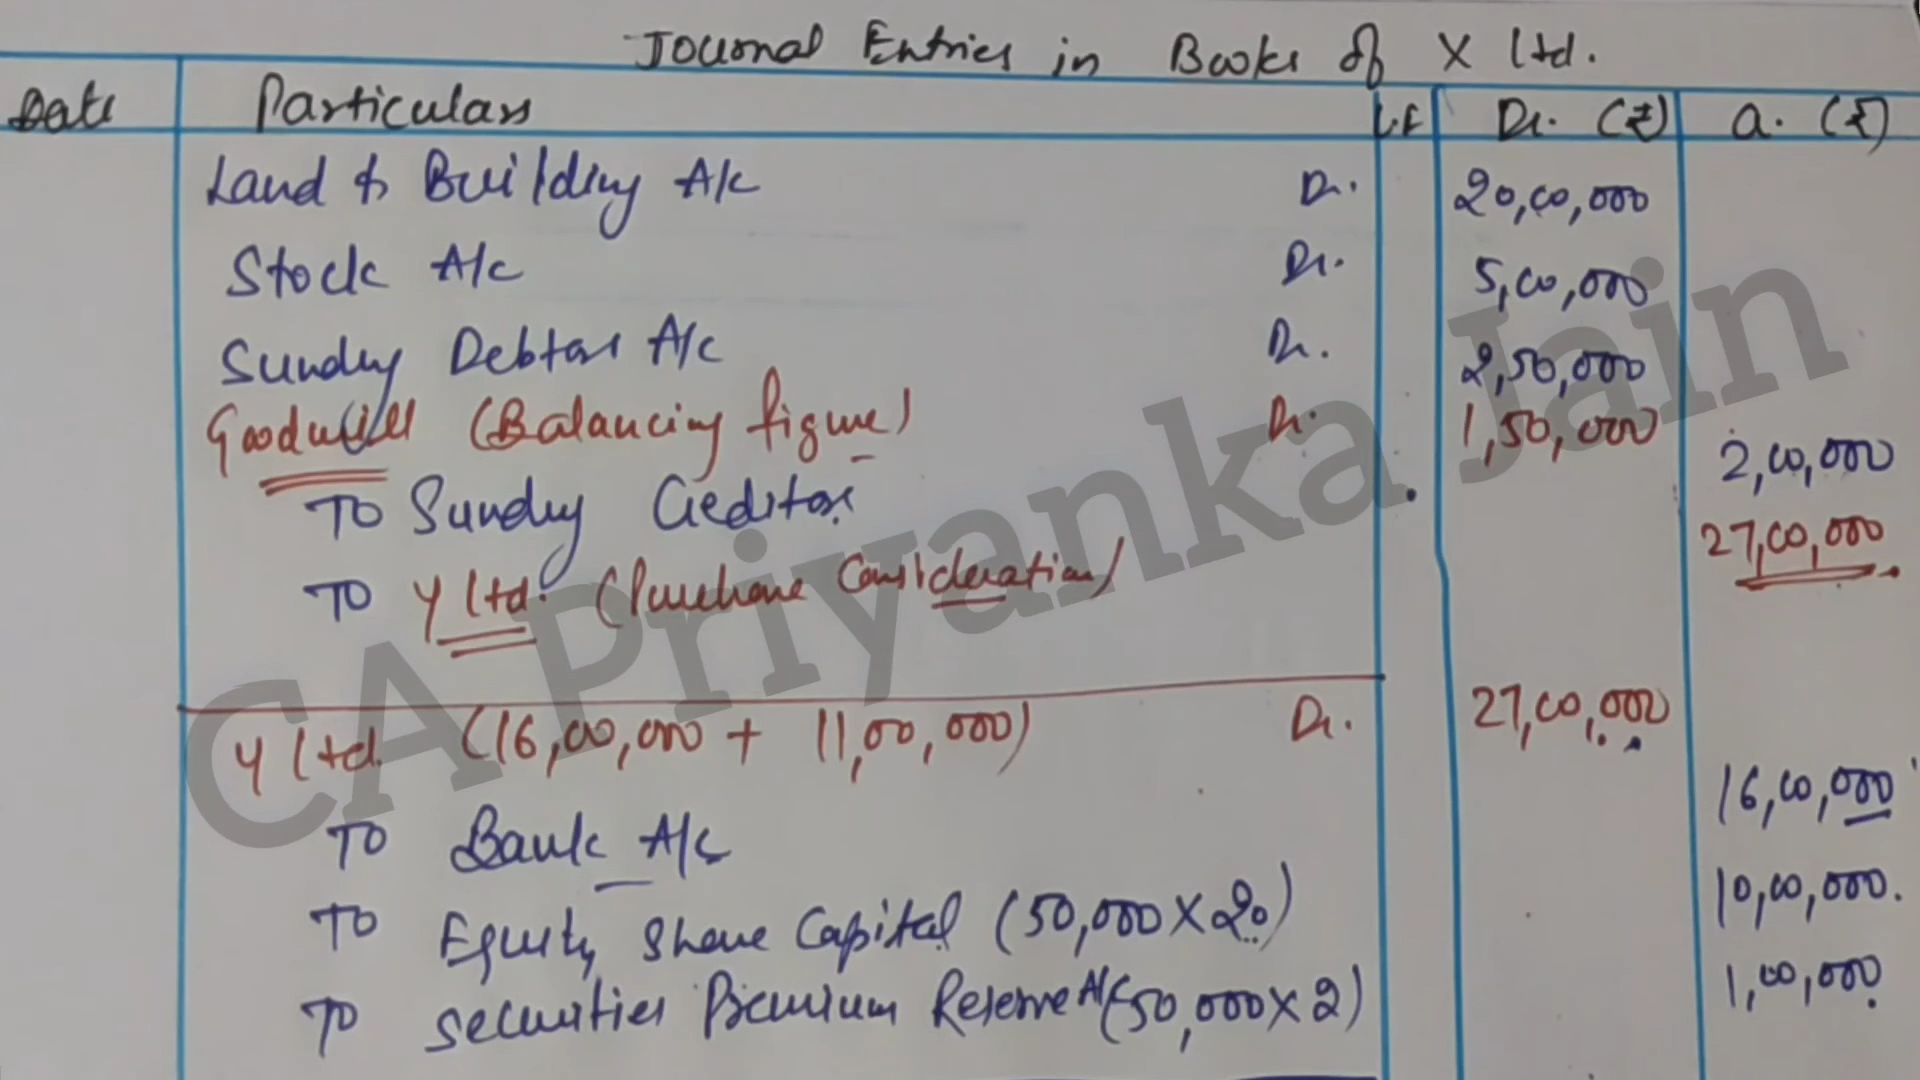 Journal Entries in Books of X Ltd.
Date Particulars L.F Dr. (₹) Cr. (₹)
Land & Building A/c Dr. 20,00,000
Stock A/c Dr. 5,00,000
Sundry Debtors A/c Dr. 2,50,000
Goodwill (Balancing figure) Dr. 1,50,000
To Sundry Creditors 2,00,000
To Y Ltd. (Purchase Consideration) 27,00,000
Y Ltd. (16,00,000 + 11,00,000) Dr. 27,00,000
To Bank A/c 16,00,000
To Equity Share Capital (50,000 X 20) 10,00,000.
To Securities Premium Reserve A/c (50,000 X 2) 1,00,000
CA Priyanka Jain